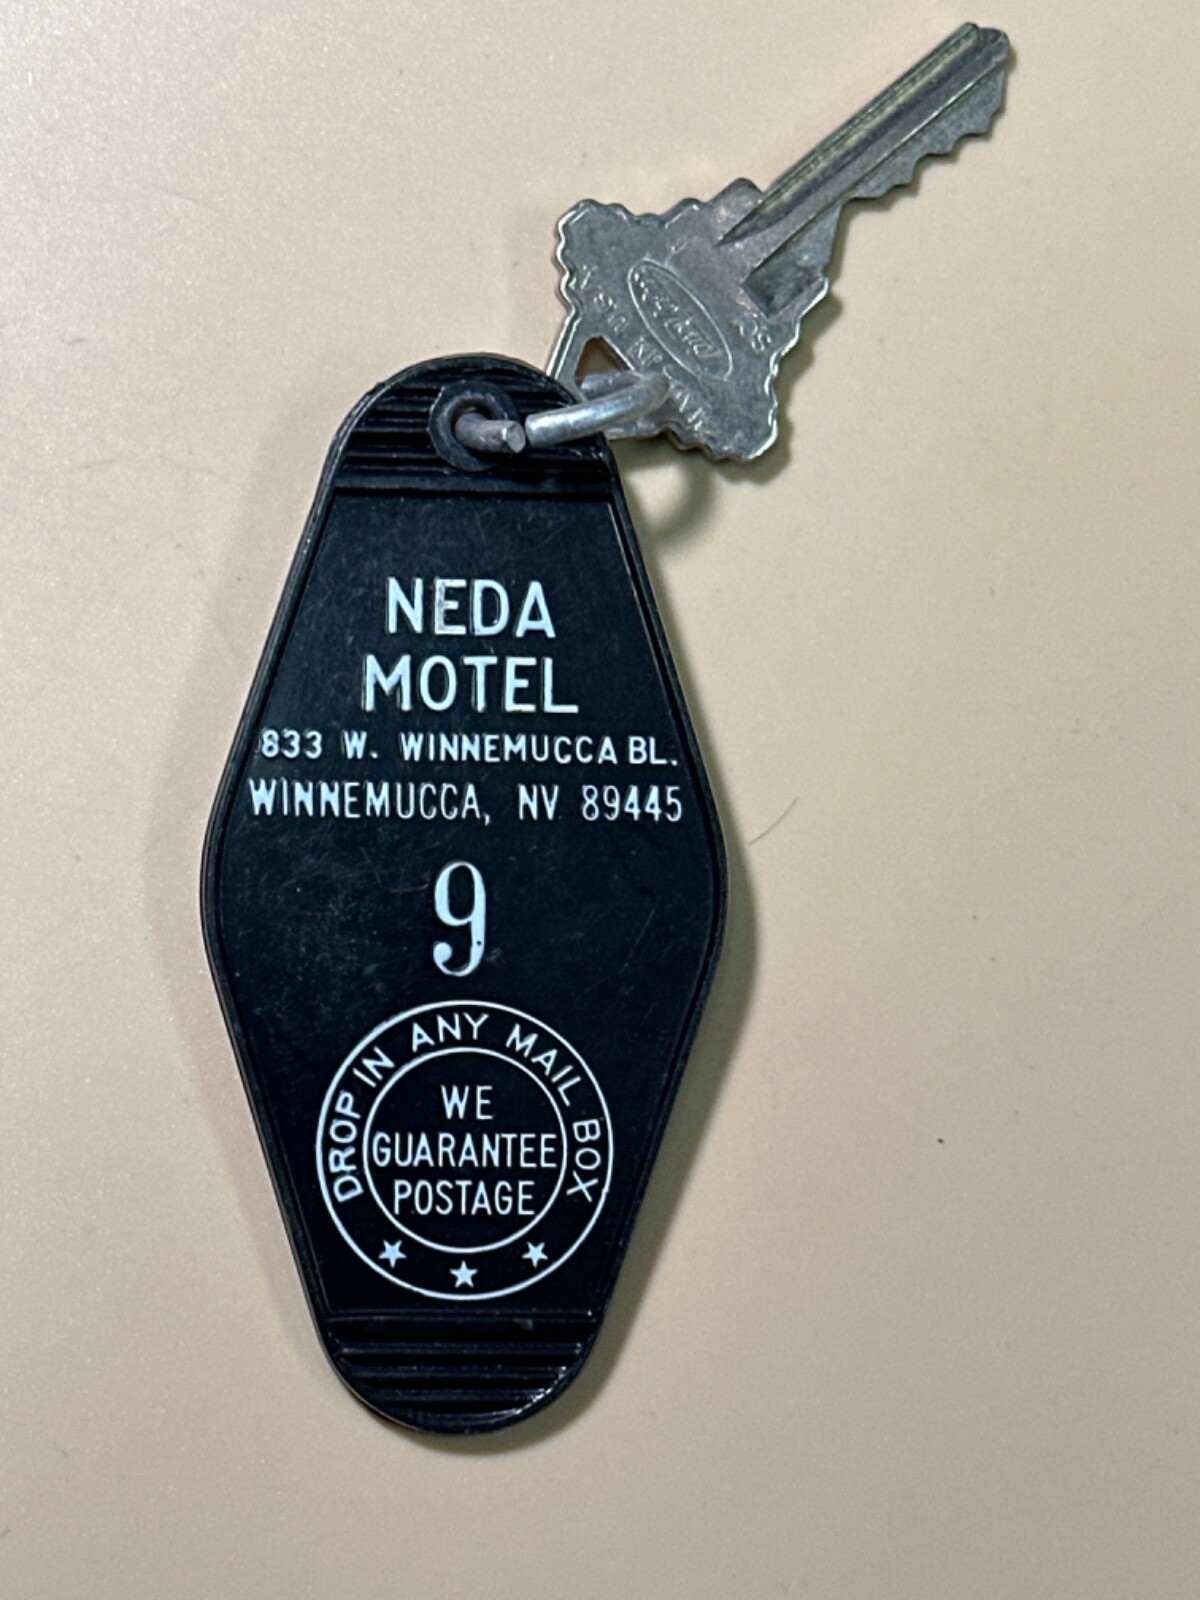 NEDA
MOTEL
833 W. WINNEMUCCA BL.
WINNEMUCCA, NV 89445
9
DROP IN ANY MAIL BOX
WE
GUARANTEE
POSTAGE